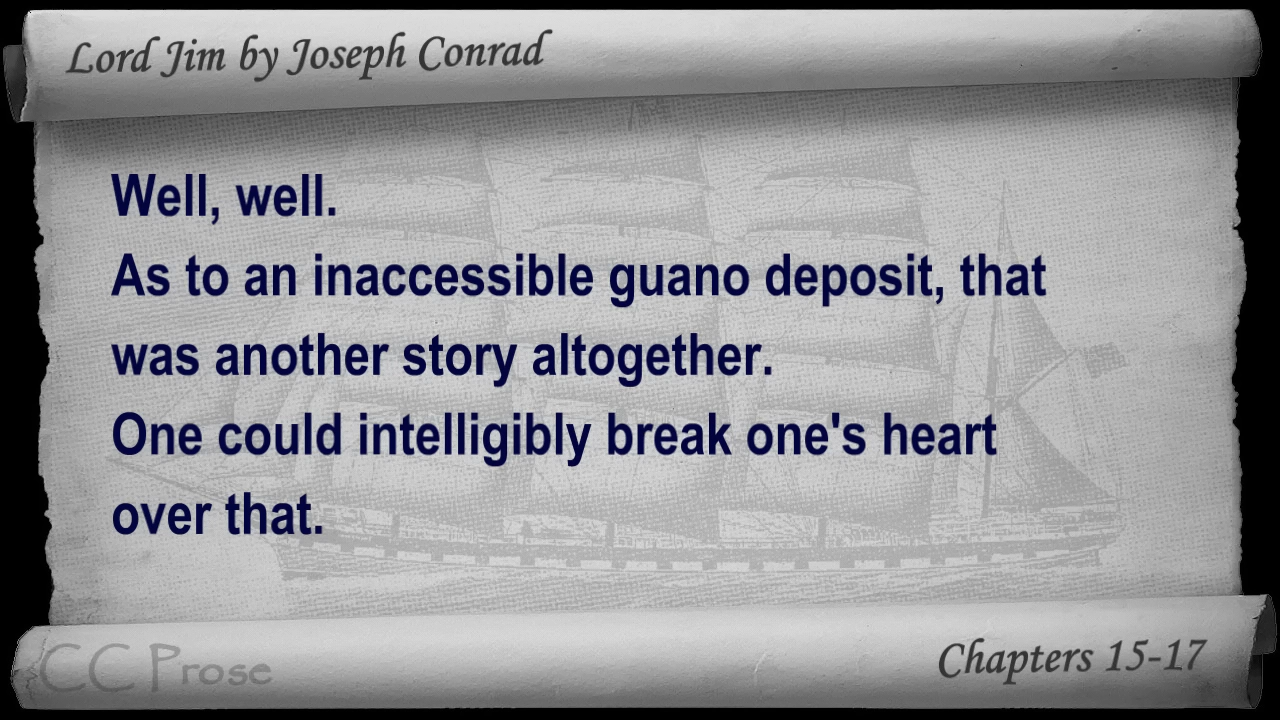 Lord Jim by Joseph Conrad
Well, well.
As to an inaccessible guano deposit, that
was another story altogether.
One could intelligibly break one's heart
over that.
CC Prose
Chapters 15-17